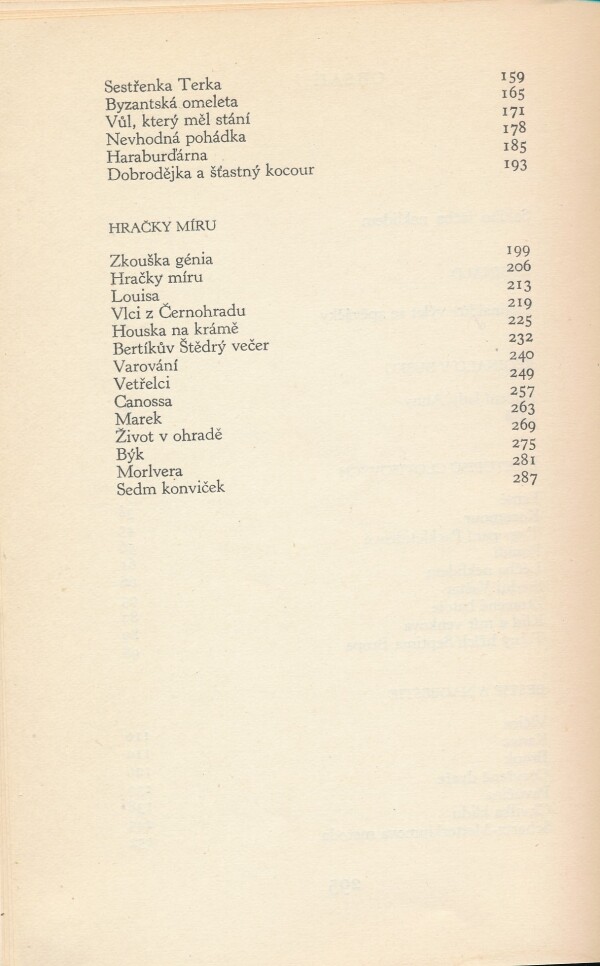 Sestřenka Terka 159
Byzantská omeleta 165
Vůl, který měl stání 171
Nevhodná pohádka 178
Haraburďárna 185
Dobrodějka a šťastný kocour 193
HRAČKY MÍRU
Zkouška génia 199
Hračky míru 206
Louisa 213
Vlci z Černohradu 219
Houska na krámě 225
Bertíkův Štědrý večer 232
Varování 240
Vetřelci 249
Canossa 257
Marek 263
Život v ohradě 269
Býk 275
Morlvera 281
Sedm konviček 287